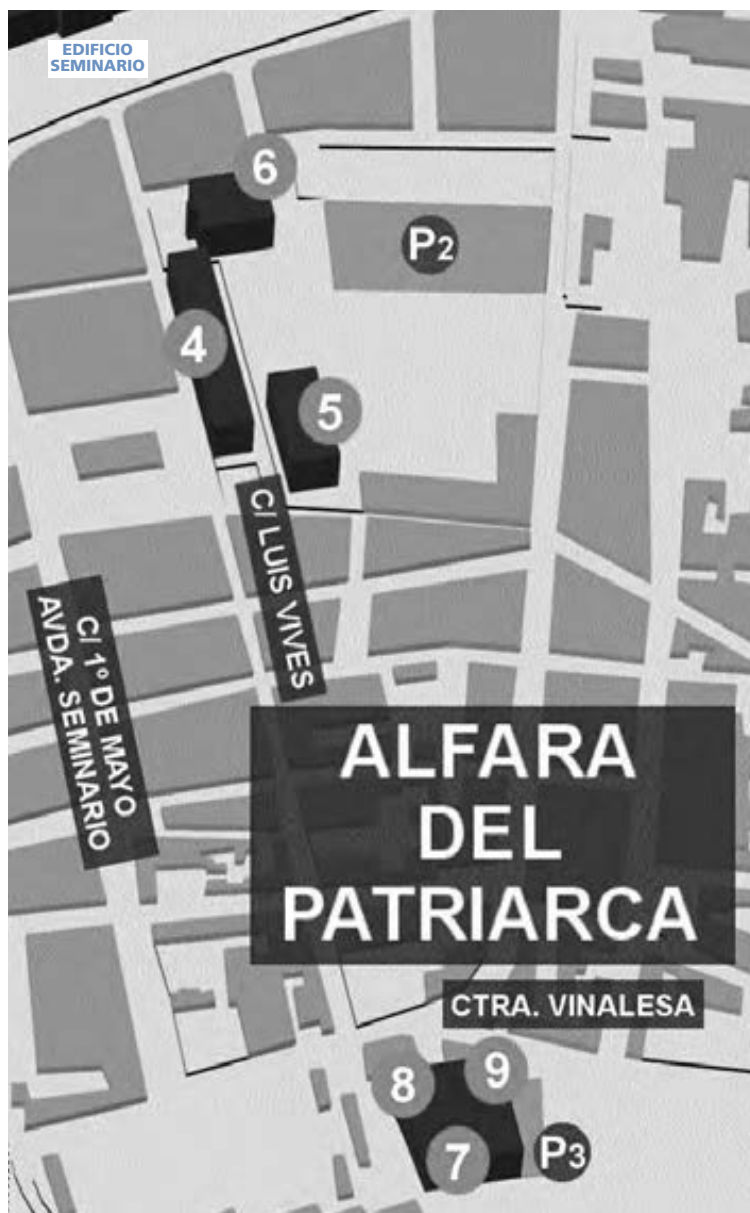 EDIFICIO
SEMINARIO
6
P2
4
5
C/ LUIS VIVES
C/ 1º DE MAYO
AVDA. SEMINARIO
ALFARA
DEL
PATRIARCA
CTRA. VINALESA
8
9
7
P3